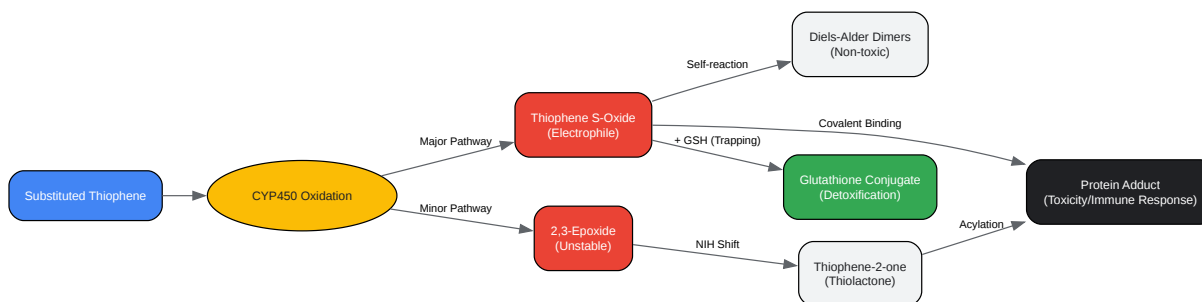 Diels-Alder Dimers
(Non-toxic)
Self-reaction
Thiophene S-Oxide
(Electrophile)
Covalent Binding
Major Pathway
+ GSH (Trapping)
Substituted Thiophene
CYP450 Oxidation
Glutathione Conjugate
(Detoxification)
Protein Adduct
(Toxicity/Immune Response)
Minor Pathway
2,3-Epoxide
(Unstable)
NIH Shift
Acylation
Thiophene-2-one
(Thiolactone)